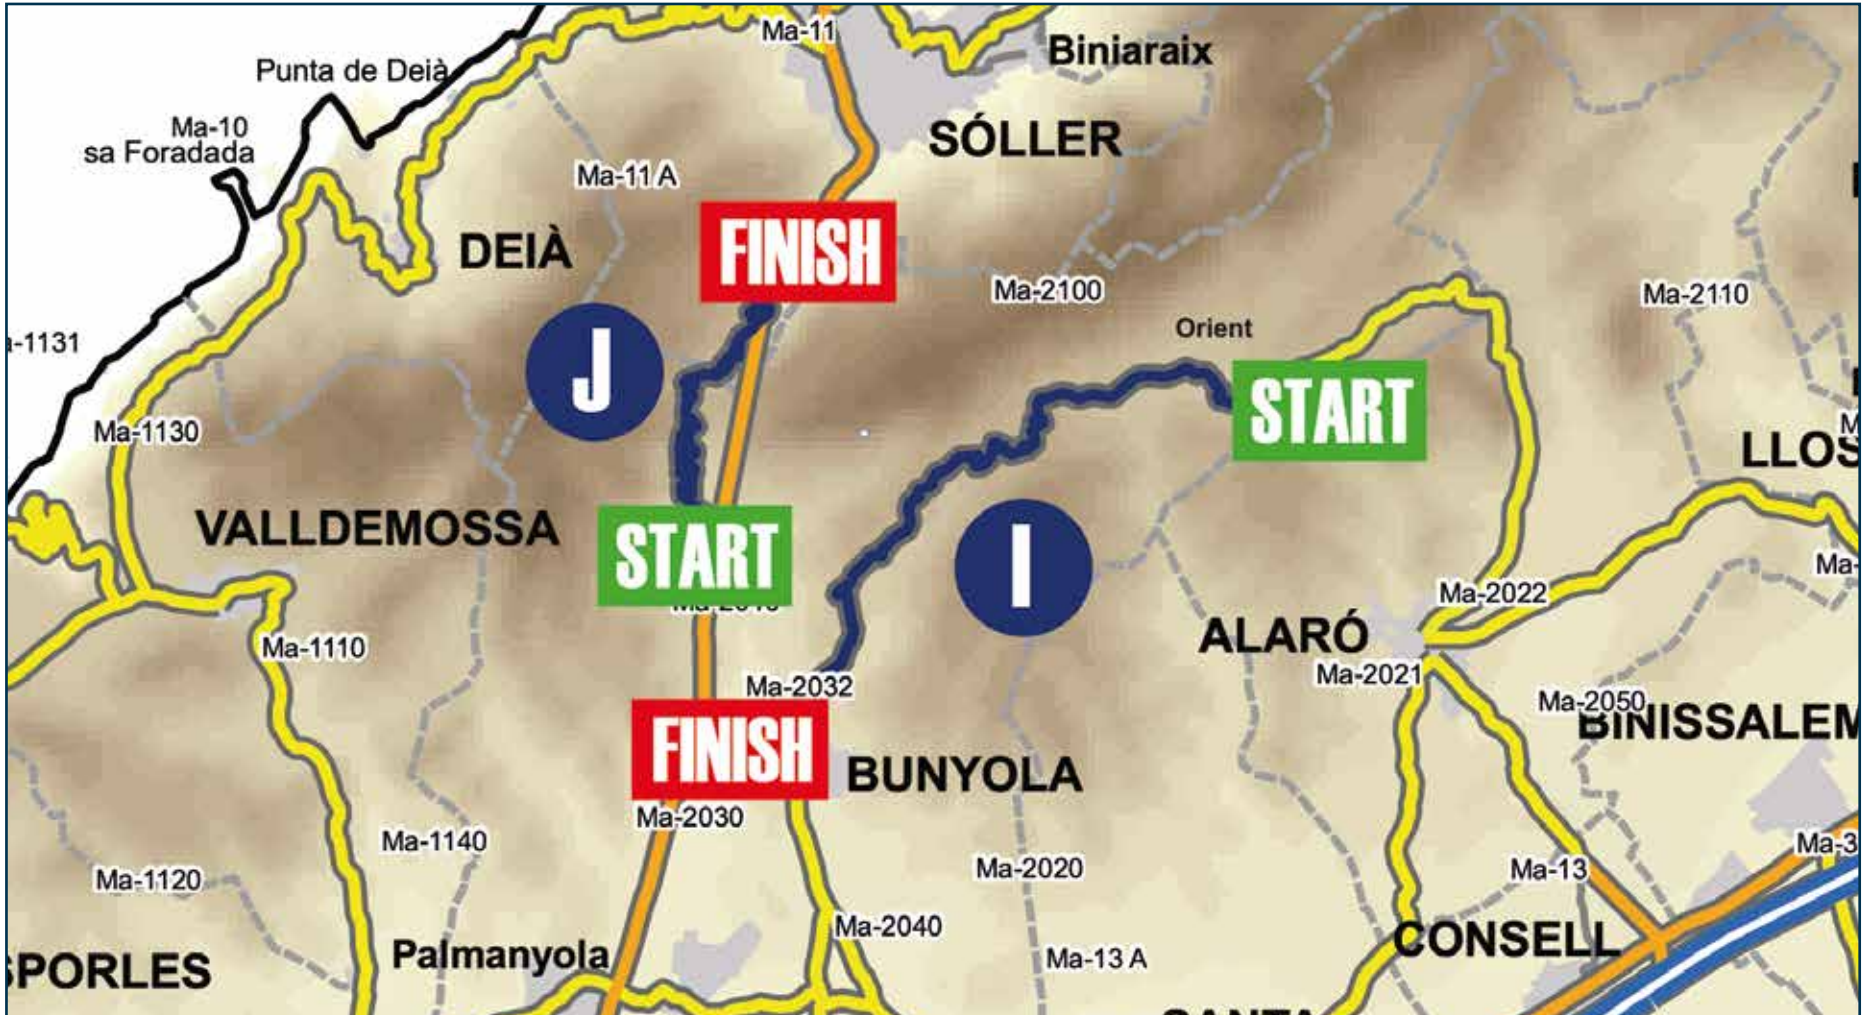 Ma-11
Biniaraix
Punta de Deià
Ma-10
sa Foradada
SÓLLER
Ma-11 A
DEIÀ
FINISH
Ma-2100
Ma-2110
Orient
-1131
J
START
Ma-1130
LLOS
VALLDEMOSSA
START
I
Ma-
Ma-2022
ALARÓ
Ma-1110
Ma-2021
Ma-2032
Ma-2050
BINISSALEM
FINISH
BUNYOLA
Ma-2030
Ma-1140
Ma-3
Ma-2020
Ma-13
Ma-1120
Ma-2040
CONSELL
Palmanyola
Ma-13 A
SPORLES